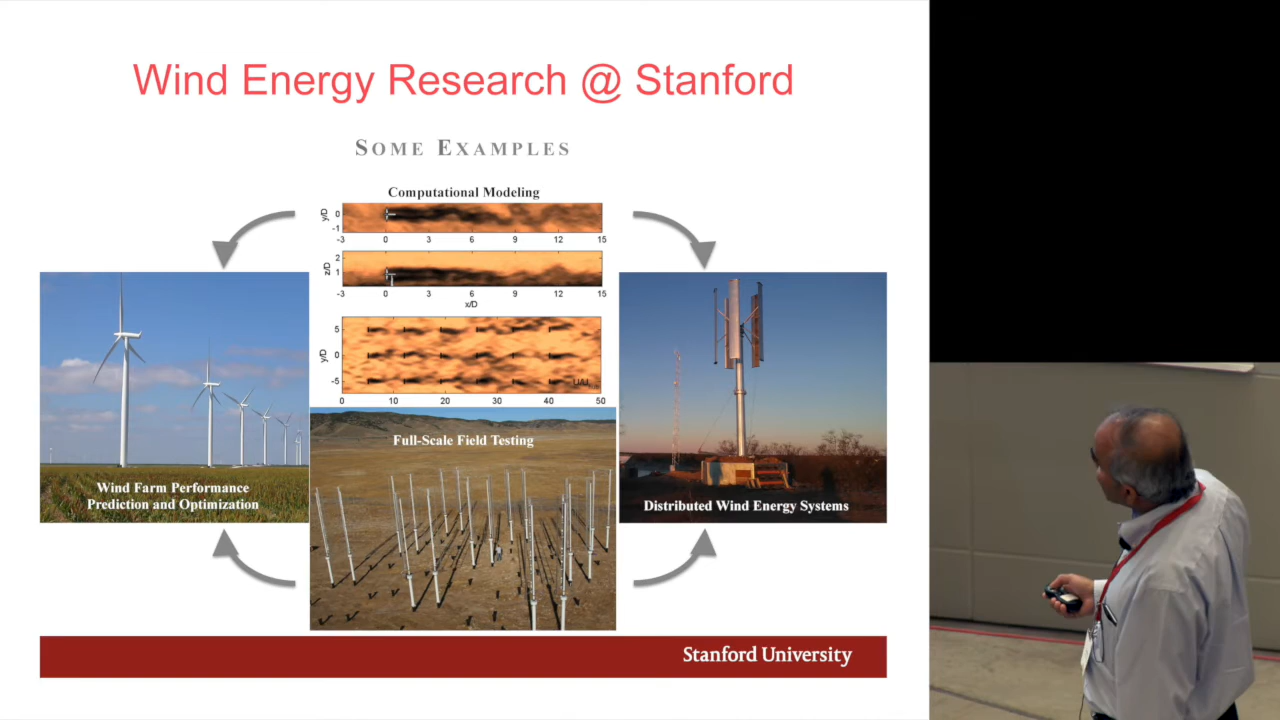 Wind Energy Research @ Stanford
SOME EXAMPLES
Computational Modeling
y/D
0
-1
-3 0 3 6 9 12 15
z/D
2
1
-3 0 3 6 9 12 15
x/D
y/D
5
0
-5
0 10 20 30 40 50
Full-Scale Field Testing
Wind Farm Performance
Prediction and Optimization
Distributed Wind Energy Systems
Stanford University